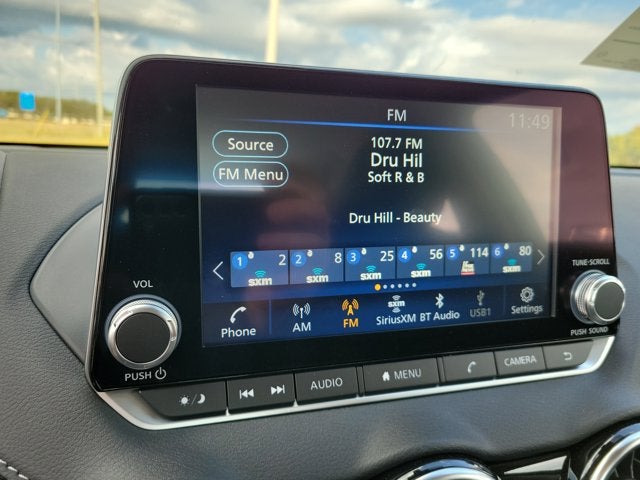 FM
11:49
Source
107.7 FM
Dru Hil
FM Menu
Soft R & B
Dru Hill - Beauty
1 2 2 8 3 25 4 56 5 114 6 80
sxm sxm sxm sxm sxm
Phone AM FM SiriusXM BT Audio USB1 Settings
sxm
VOL
PUSH
TUNE·SCROLL
PUSH SOUND
AUDIO MENU CAMERA